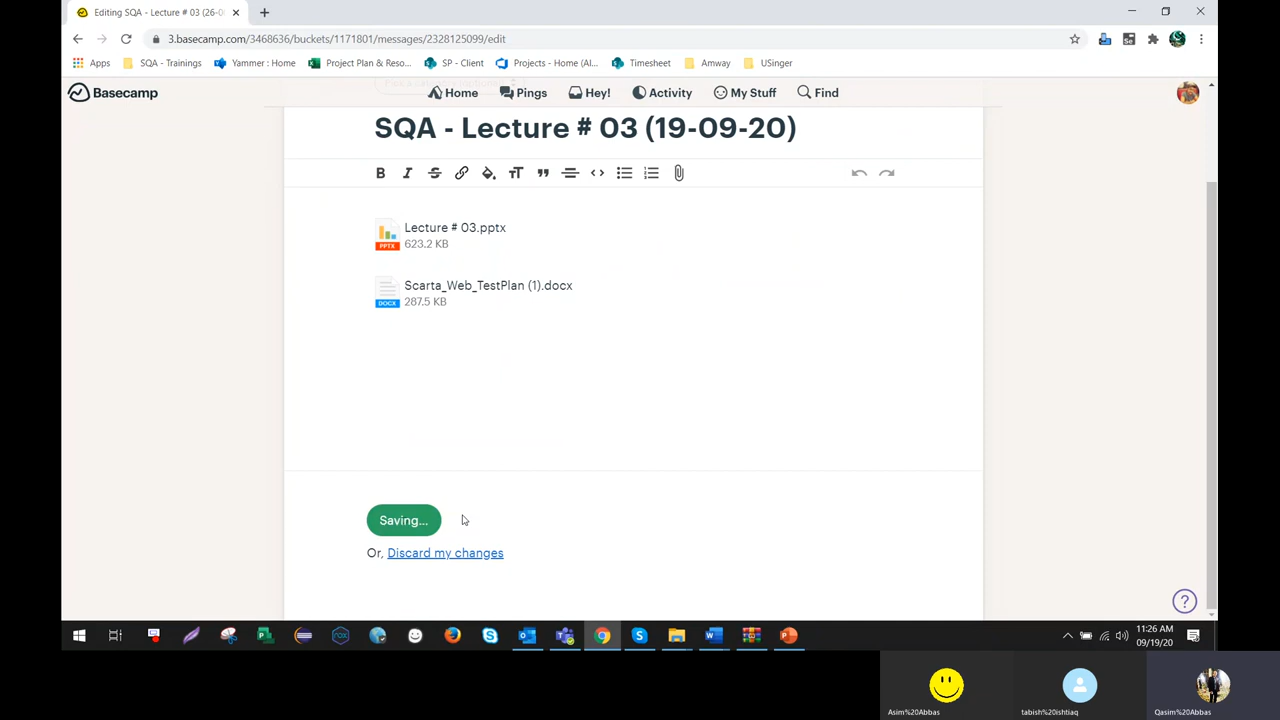 Editing SQA - Lecture # 03 (26-0
3.basecamp.com/3468636/buckets/1171801/messages/2328125099/edit
Apps SQA - Trainings Yammer : Home Project Plan & Reso... SP - Client Projects - Home (Al... Timesheet Amway USinger
Basecamp Home Pings Hey! Activity My Stuff Find
SQA - Lecture # 03 (19-09-20)
Lecture # 03.pptx
PPTX 623.2 KB
Scarta_Web_TestPlan (1).docx
DOCX 287.5 KB
Saving...
Or, Discard my changes
11:26 AM
09/19/20
Asim%20Abbas tabish%20ishtiaq Qasim%20Abbas